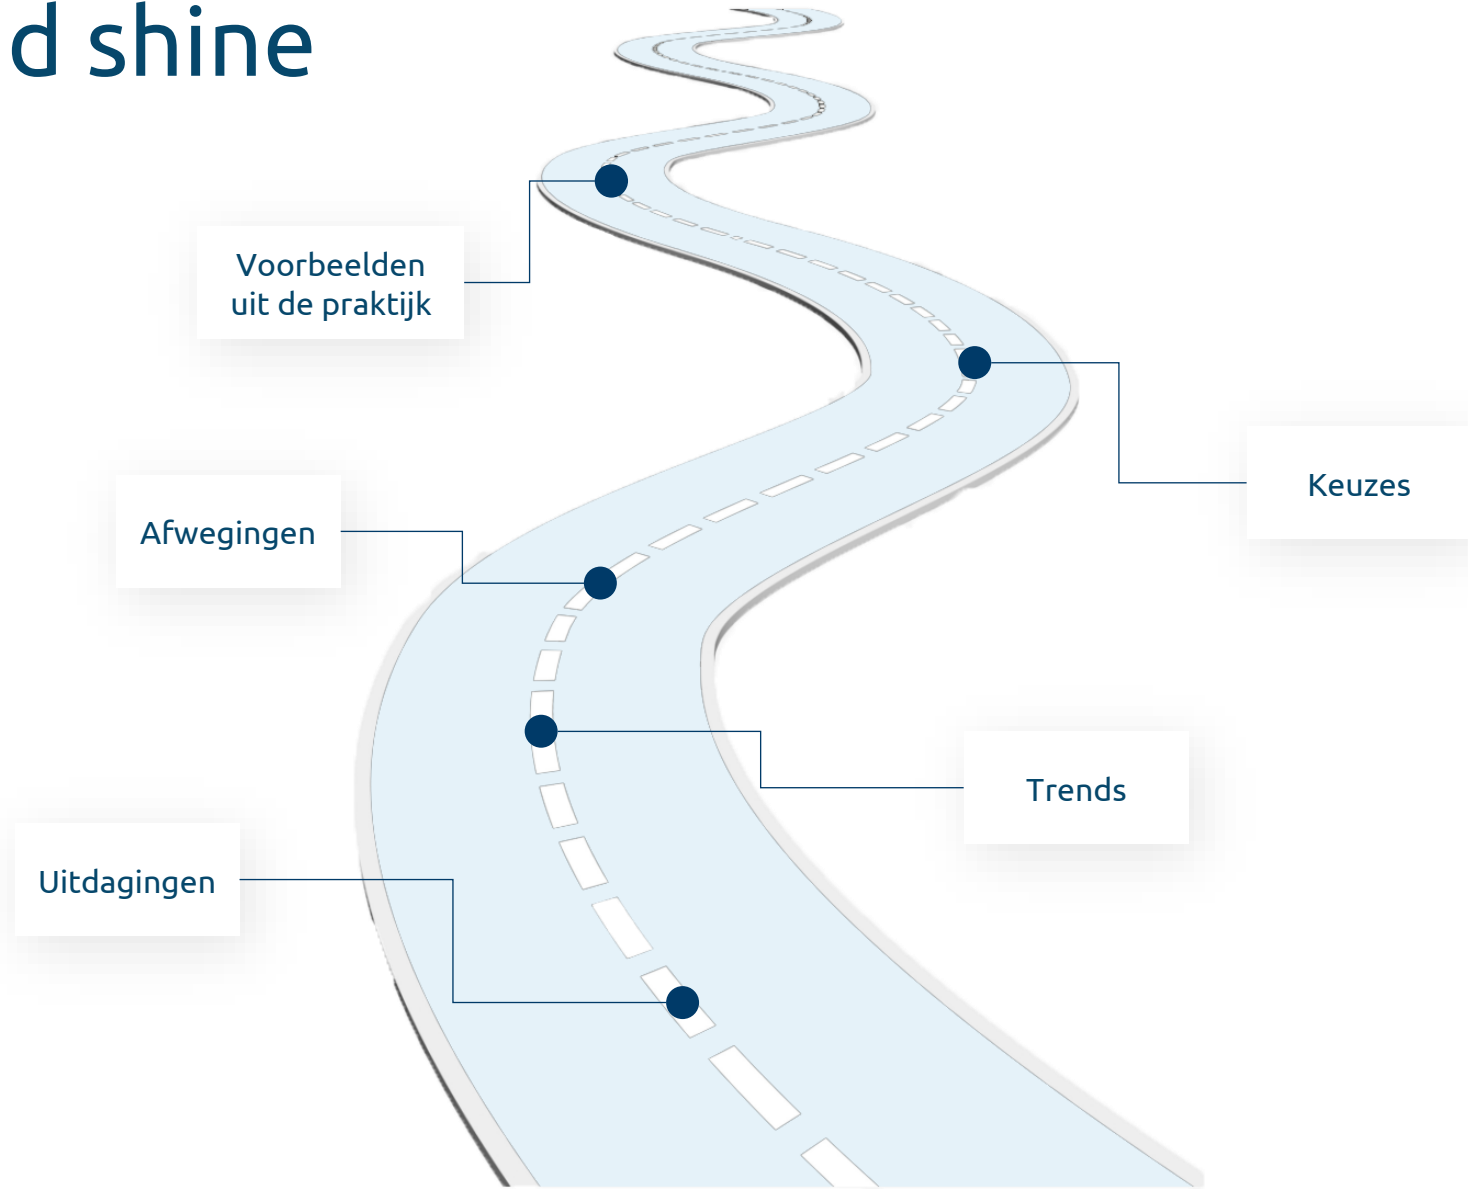 d shine
Voorbeelden
uit de praktijk
Keuzes
Afwegingen
Trends
Uitdagingen